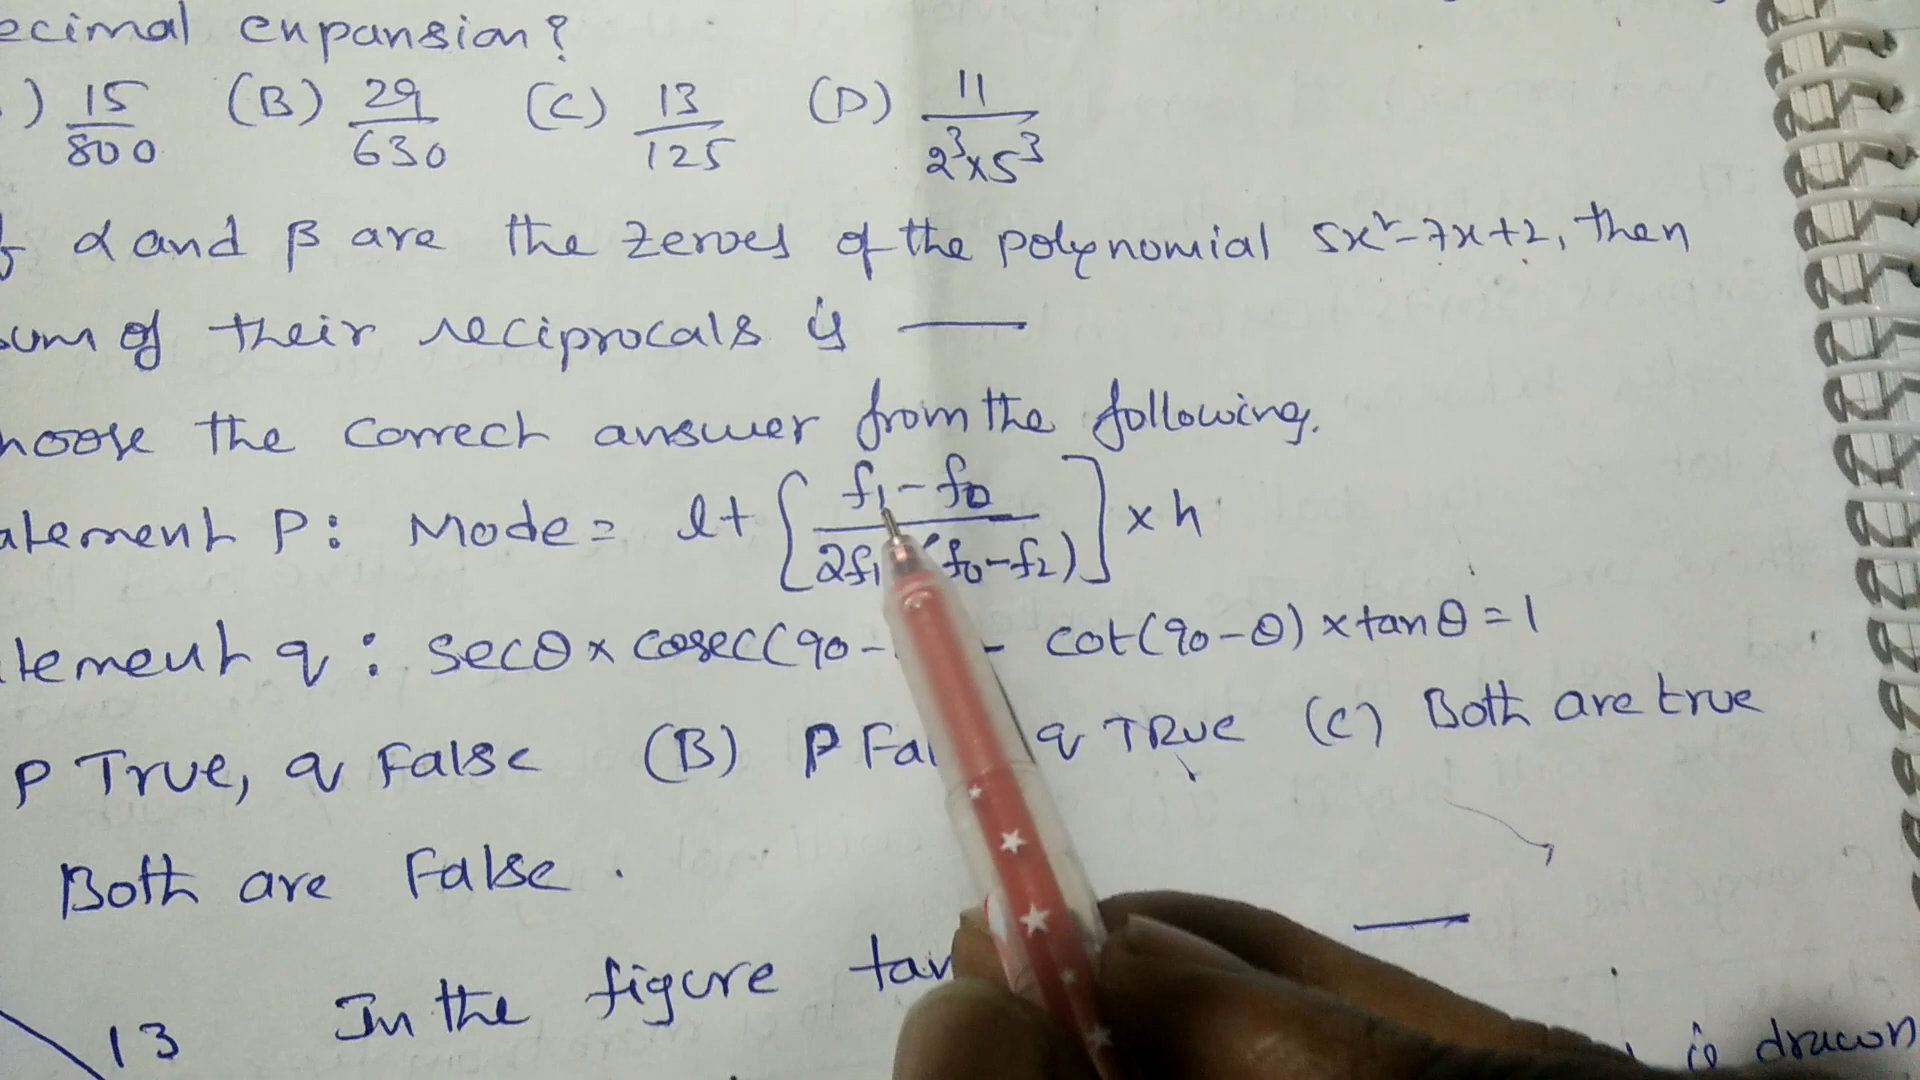 ecimal expansion?
) 15/800 (B) 29/630 (C) 13/125 (D) 11/2³x5³
α and β are the zeroes of the polynomial 5x²-7x+2, then
um of their reciprocals is —
hoose the correct answer from the following.
atement P: Mode = l+[f₁-f₀/2f₁ (f₀-f₂)]×h
tement q: secθ × cosec(90- - cot(90-θ)×tanθ=1
P True, q False (B) P Fa q TRue (C) Both are true
Both are False.
13 In the figure tan —
is drawn